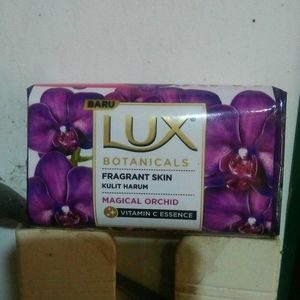 BARU
LUX
BOTANICALS
FRAGRANT SKIN
KULIT HARUM
MAGICAL ORCHID
VITAMIN C ESSENCE